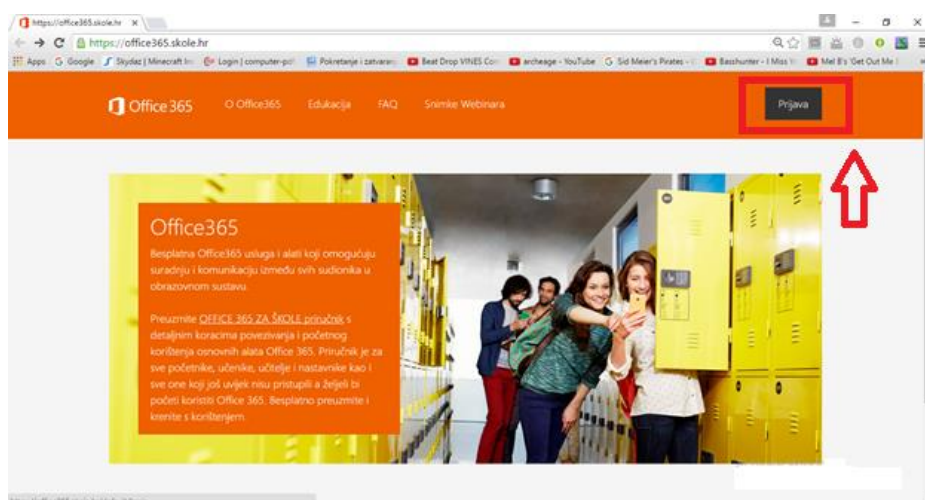 https://office365.skole.hr
https://office365.skole.hr
Apps Google Skydaz | Minecraft Login | computer-po Pokretanje i zatvaranj Beat Drop VINES Com archeage - YouTube Sid Meier's Pirates - Basshunter - I Miss Y Mel B's 'Get Out Me
Office 365 O Office365 Edukacija FAQ Snimke Webinara Prijava
Office365
Besplatna Office365 usluga i alati koji omogućuju
suradnju i komunikaciju između svih sudionika u
obrazovnom sustavu.
Preuzmite OFFICE 365 ZA ŠKOLE priručnik s
detaljnim koracima povezivanja i početnog
korištenja osnovnih alata Office 365. Priručnik je za
sve početnike, učenike, učitelje i nastavnike kao i
sve one koji još uvijek nisu pristupili a željeli bi
početi koristiti Office 365. Besplatno preuzmite i
krenite s korištenjem.